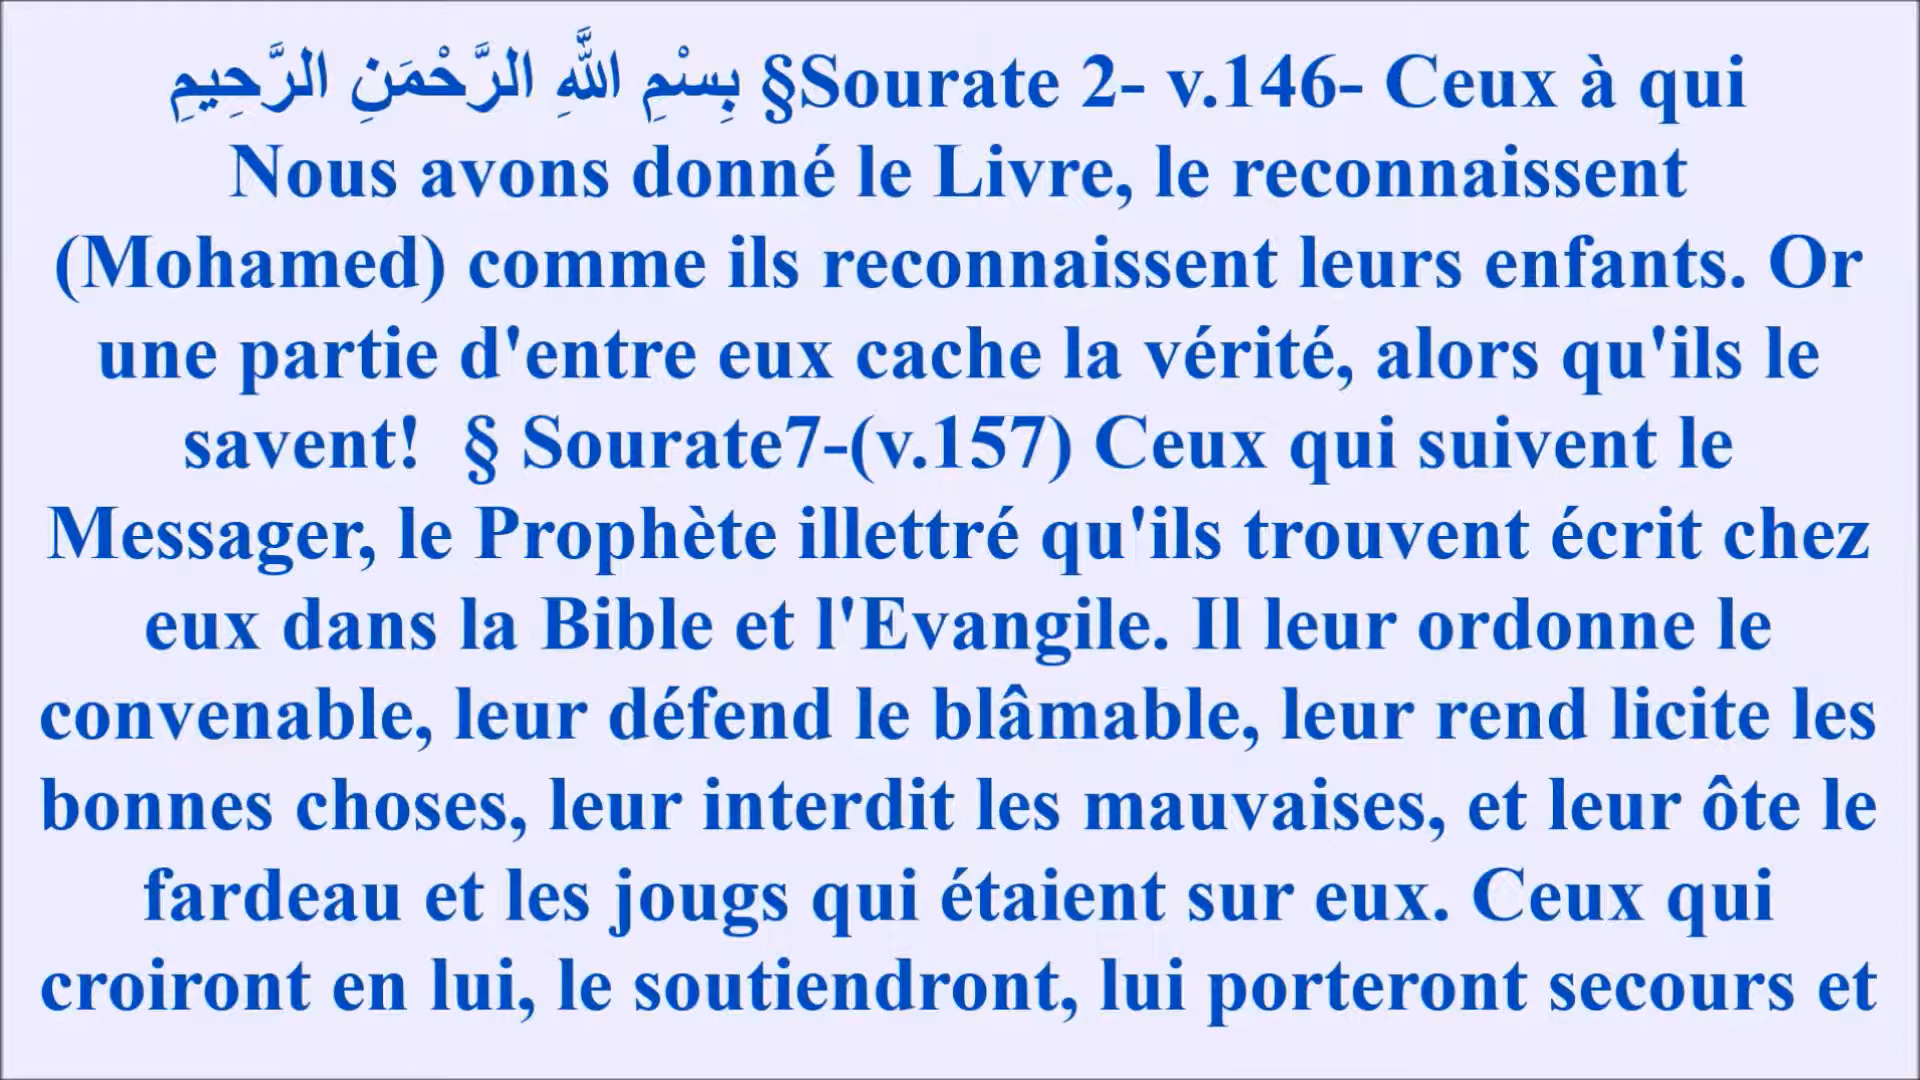 بِسْمِ اللَّهِ الرَّحْمَنِ الرَّحِيمِ §Sourate 2- v.146- Ceux à qui
Nous avons donné le Livre, le reconnaissent
(Mohamed) comme ils reconnaissent leurs enfants. Or
une partie d'entre eux cache la vérité, alors qu'ils le
savent!  § Sourate7-(v.157) Ceux qui suivent le
Messager, le Prophète illettré qu'ils trouvent écrit chez
eux dans la Bible et l'Evangile. Il leur ordonne le
convenable, leur défend le blâmable, leur rend licite les
bonnes choses, leur interdit les mauvaises, et leur ôte le
fardeau et les jougs qui étaient sur eux. Ceux qui
croiront en lui, le soutiendront, lui porteront secours et